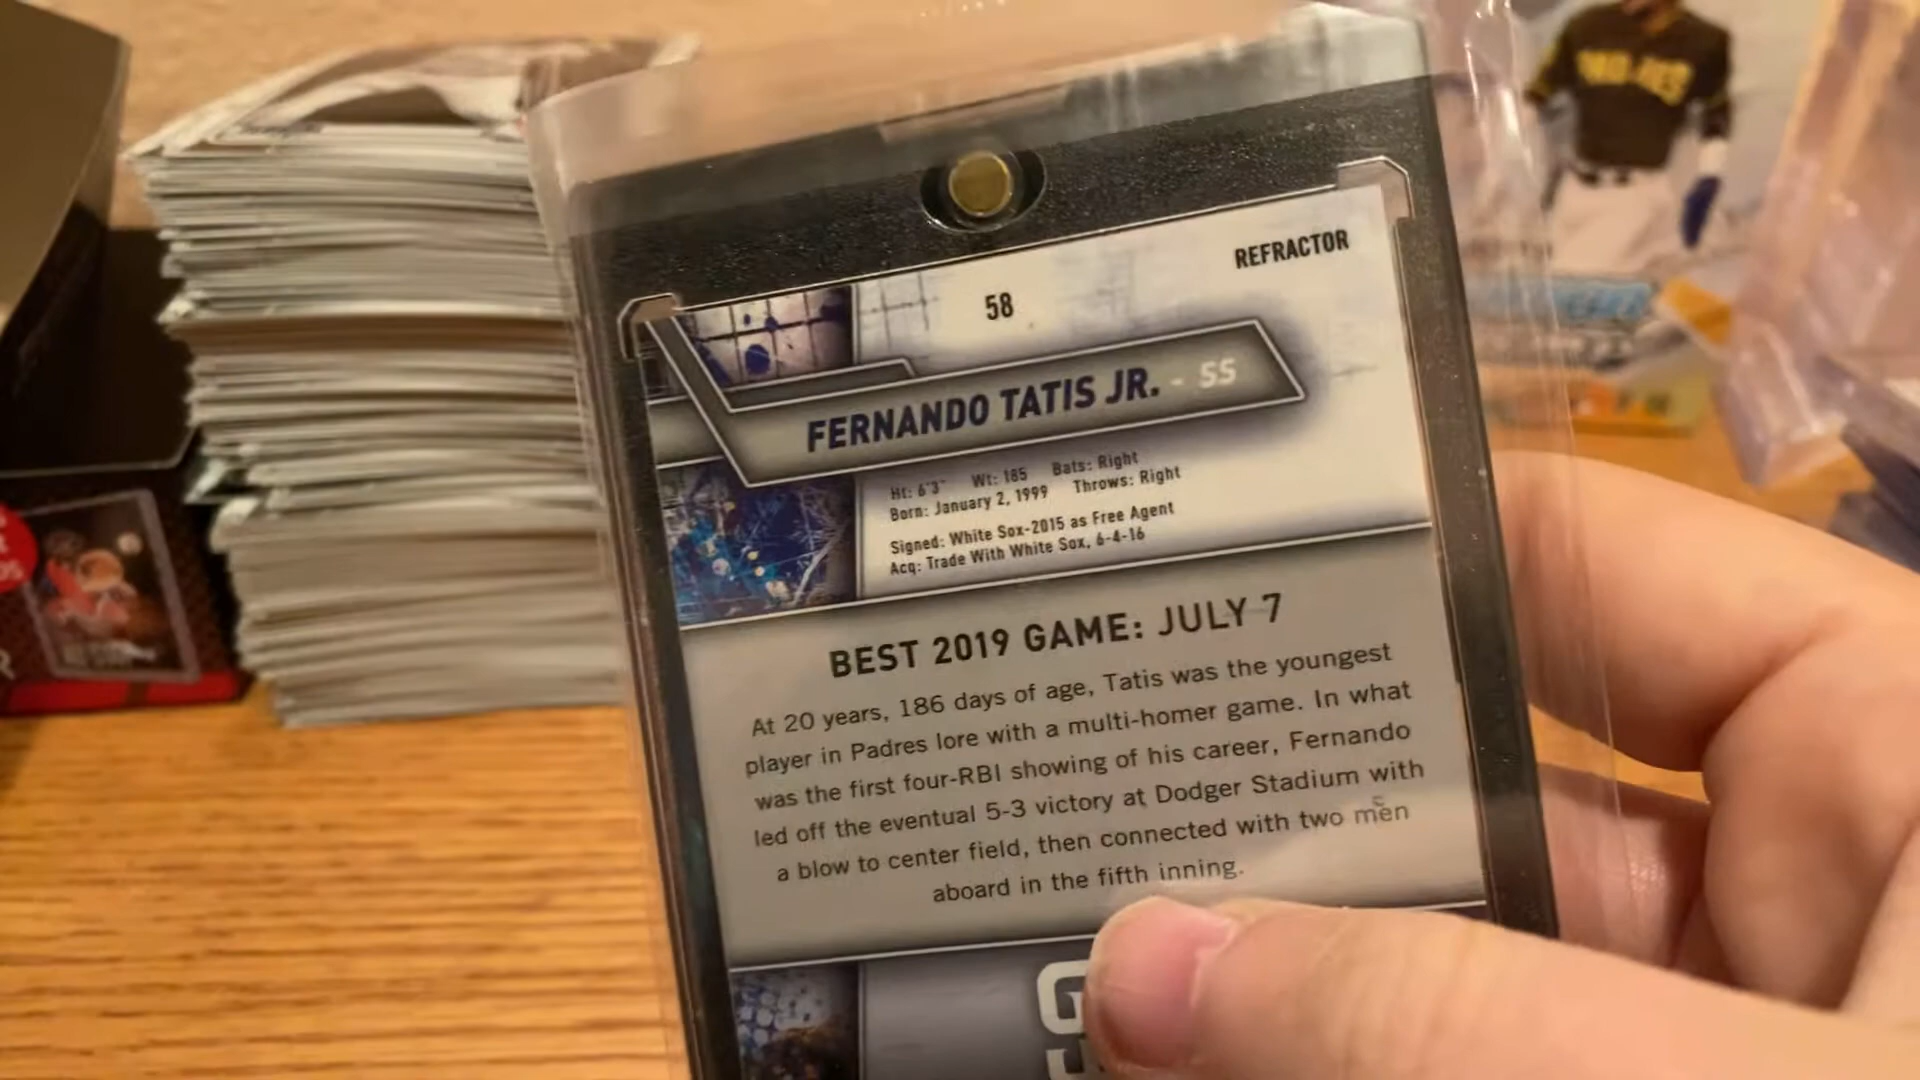 REFRACTOR
58
FERNANDO TATIS JR. - SS
Ht: 6'3" Wt: 185 Bats: Right
Born: January 2, 1999 Throws: Right
Signed: White Sox-2015 as Free Agent
Acq: Trade With White Sox, 6-4-16
BEST 2019 GAME: JULY 7
At 20 years, 186 days of age, Tatis was the youngest
player in Padres lore with a multi-homer game. In what
was the first four-RBI showing of his career, Fernando
led off the eventual 5-3 victory at Dodger Stadium with
a blow to center field, then connected with two men
aboard in the fifth inning.